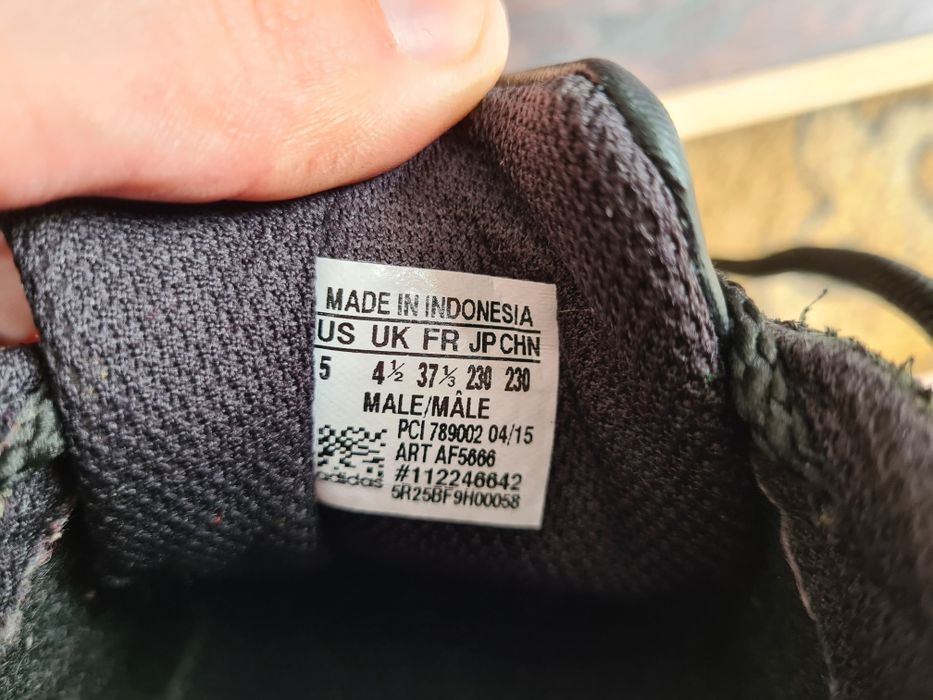 MADE IN INDONESIA
US UK FR JP CHN
5 4½ 37⅓ 230 230
MALE/MÂLE
PCI 789002 04/15
ART AF5666
#112246642
5R25BF9H00058
adidas